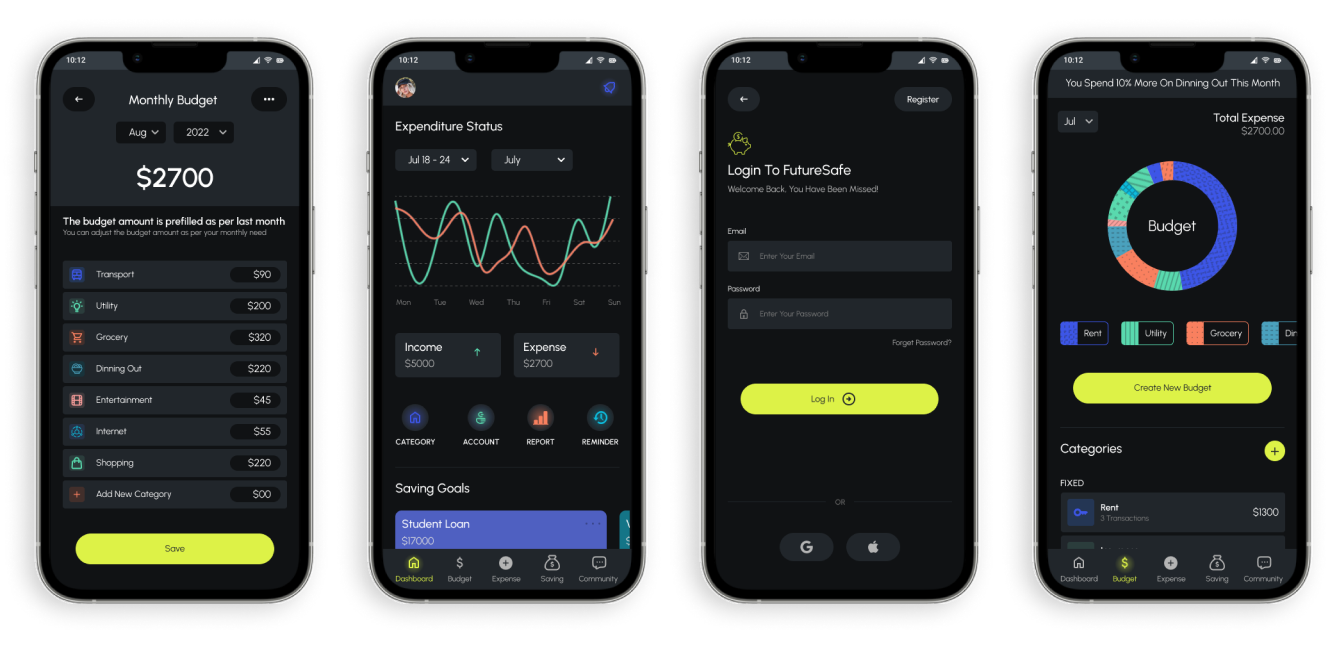 10:12
Monthly Budget
Aug
2022
$2700
The budget amount is prefilled as per last month
You can adjust the budget amount as per your monthly need
Transport $90
Utility $200
Grocery $320
Dinning Out $220
Entertainment $45
Internet $55
Shopping $220
Add New Category $00
Save
10:12
Expenditure Status
Jul 18 - 24
July
Mon Tue Wed Thu Fri Sat Sun
Income
$5000
Expense
$2700
CATEGORY ACCOUNT REPORT REMINDER
Saving Goals
Student Loan
$17000
Dashboard Budget Expense Saving Community
10:12
Register
Login To FutureSafe
Welcome Back, You Have Been Missed!
Email
Enter Your Email
Password
Enter Your Password
Forget Password?
Log In
OR
G
10:12
You Spend 10% More On Dinning Out This Month
Jul
Total Expense
$2700.00
Budget
Rent Utility Grocery Din
Create New Budget
Categories
FIXED
Rent
3 Transactions
$1300
Dashboard Budget Expense Saving Community